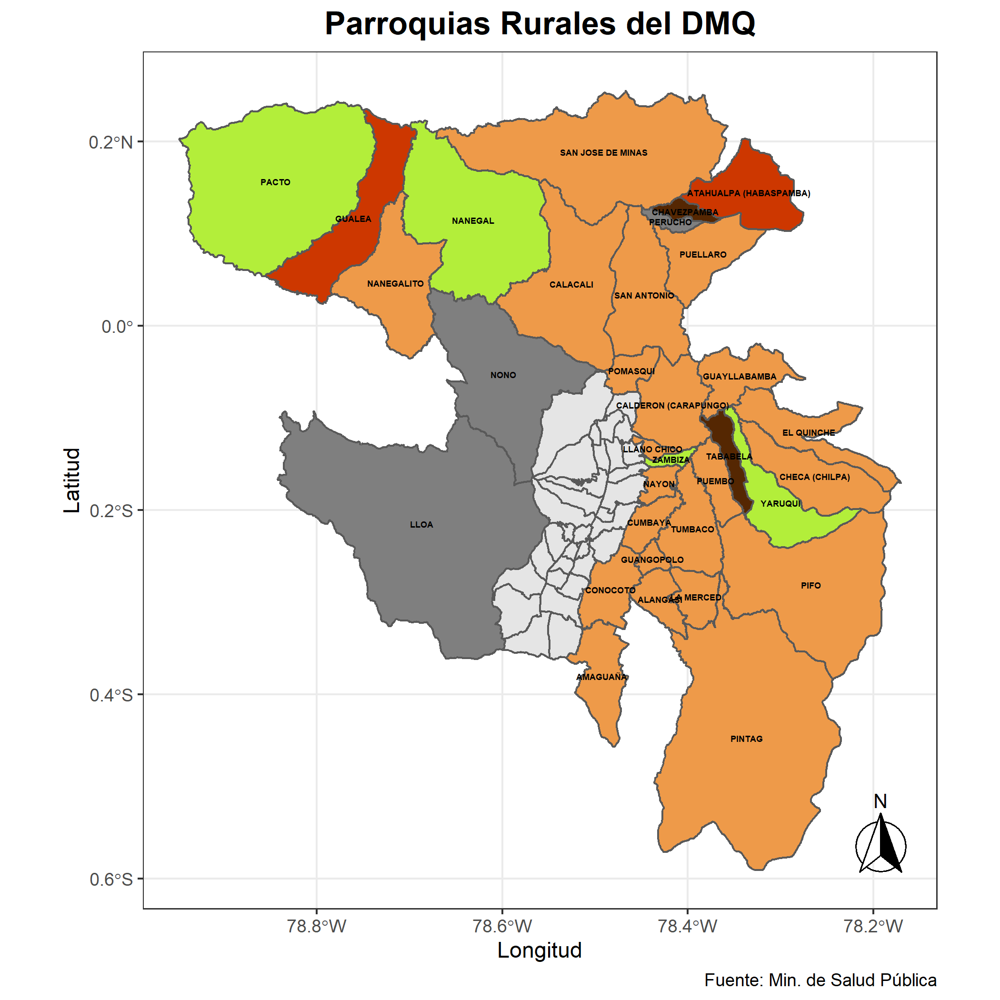 Parroquias Rurales del DMQ
0.2°N
0.0°
0.2°S
0.4°S
0.6°S
Latitud
SAN JOSE DE MINAS
PACTO
ATAHUALPA (HABASPAMBA)
CHAVEZPAMBA
GUALEA
NANEGAL
PERUCHO
PUELLARO
NANEGALITO
CALACALI
SAN ANTONIO
POMASQUI
NONO
GUAYLLABAMBA
CALDERON (CARAPUNGO)
EL QUINCHE
LLANO CHICO
TABABELA
ZAMBIZA
CHECA (CHILPA)
PUEMBO
NAYON
YARUQUI
CUMBAYA
LLOA
TUMBACO
GUANGOPOLO
PIFO
CONOCOTO
LA MERCED
ALANGASI
AMAGUAÑA
PINTAG
N
78.8°W
78.6°W
78.4°W
78.2°W
Longitud
Fuente: Min. de Salud Pública